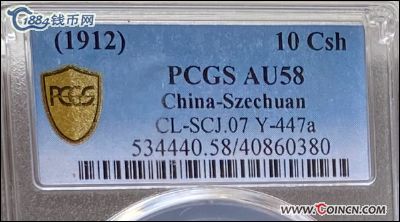 1884钱币网
(1912) 10 Csh
PCGS
PCGS AU58
China-Szechuan
CL-SCJ.07 Y-447a
534440.58/40860380
www.COINCN.com